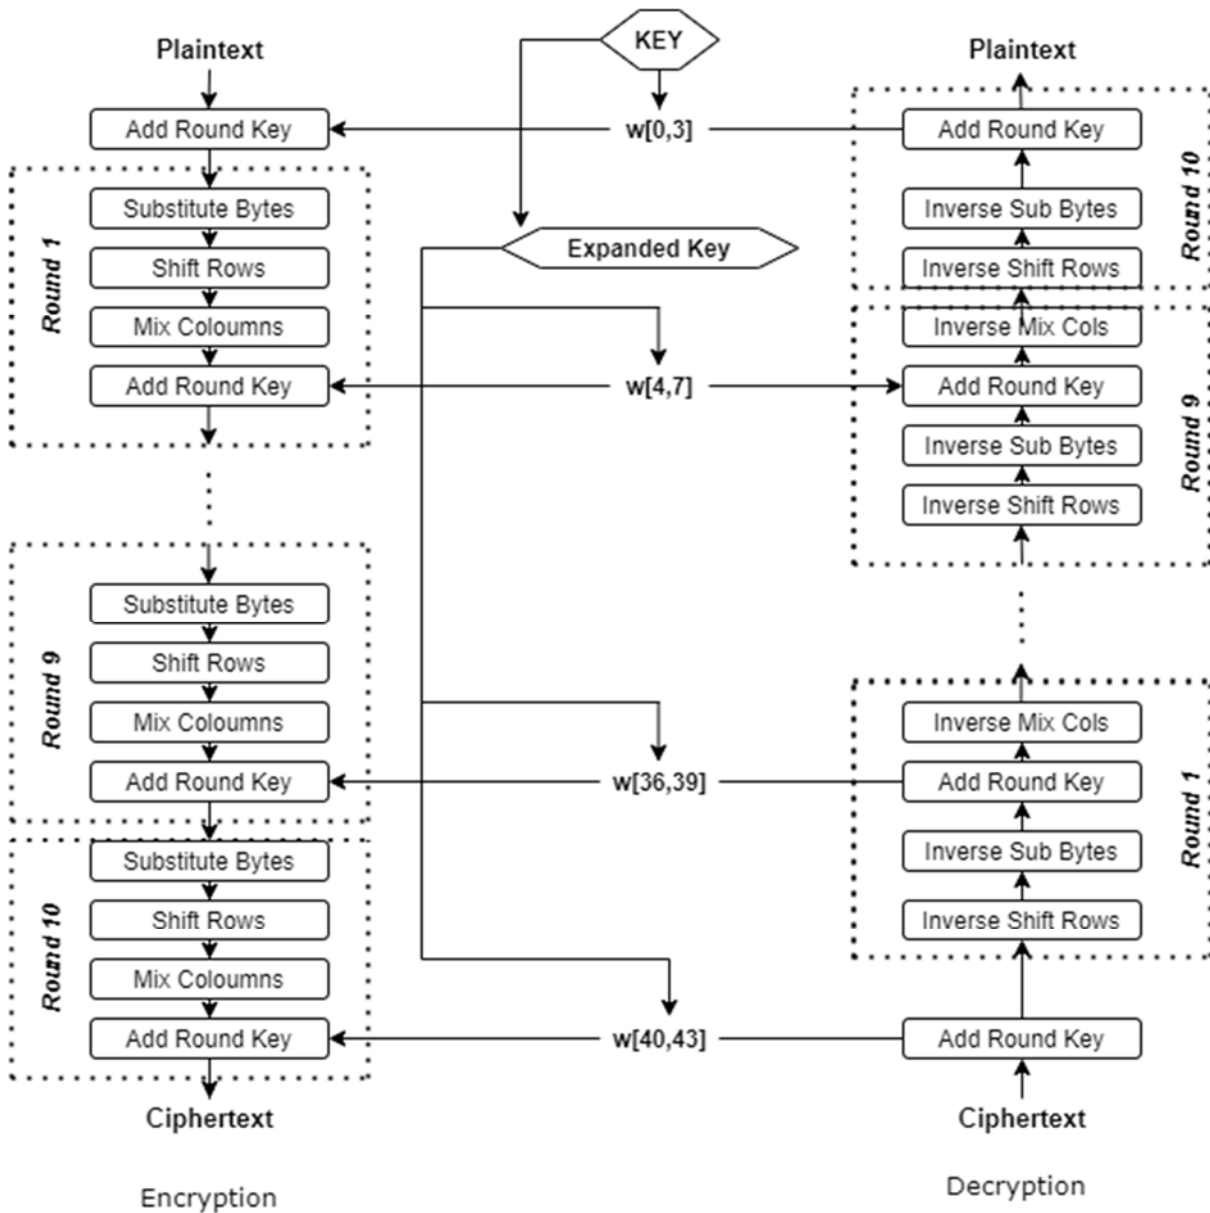 KEY
Plaintext
Add Round Key
Round 1
Substitute Bytes
Shift Rows
Mix Coloumns
Add Round Key
Round 9
Substitute Bytes
Shift Rows
Mix Coloumns
Add Round Key
Round 10
Substitute Bytes
Shift Rows
Mix Coloumns
Add Round Key
Ciphertext
Encryption
w[0,3]
Expanded Key
w[4,7]
w[36,39]
w[40,43]
Plaintext
Add Round Key
Inverse Sub Bytes
Inverse Shift Rows
Round 10
Inverse Mix Cols
Add Round Key
Inverse Sub Bytes
Inverse Shift Rows
Round 9
Inverse Mix Cols
Add Round Key
Inverse Sub Bytes
Inverse Shift Rows
Round 1
Add Round Key
Ciphertext
Decryption